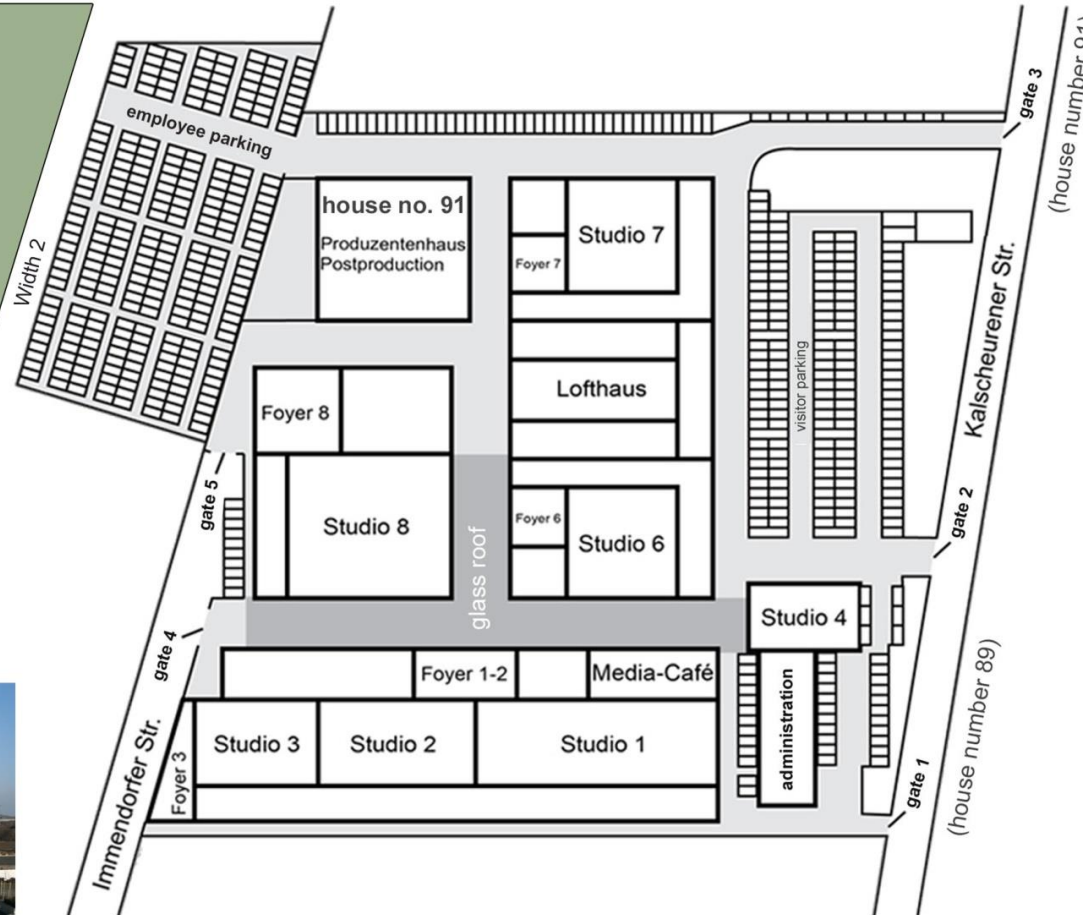 employee parking
gate 3
(house number 91)
house no. 91
Produzentenhaus
Postproduction
Studio 7
Foyer 7
Width 2
Lofthaus
visitor parking
Kalscheurener Str.
Foyer 8
gate 5
Studio 8
glass roof
Foyer 6
Studio 6
gate 2
Studio 4
gate 4
Foyer 1-2
Media-Café
administration
(house number 89)
Immendorfer Str.
Foyer 3
Studio 3
Studio 2
Studio 1
gate 1